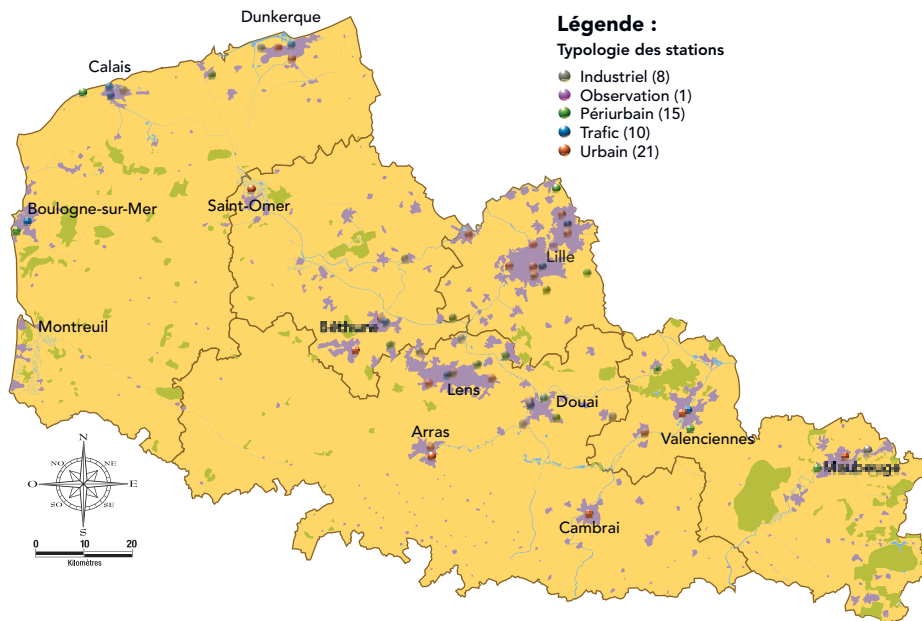 Dunkerque
Légende :
Typologie des stations
Industriel (8)
Observation (1)
Périurbain (15)
Trafic (10)
Urbain (21)
Calais
Saint-Omer
Boulogne-sur-Mer
Lille
Montreuil
Lens
Douai
Arras
Valenciennes
Cambrai
N
NO NE
O E
SO SE
S
0 10 20
Kilomètres